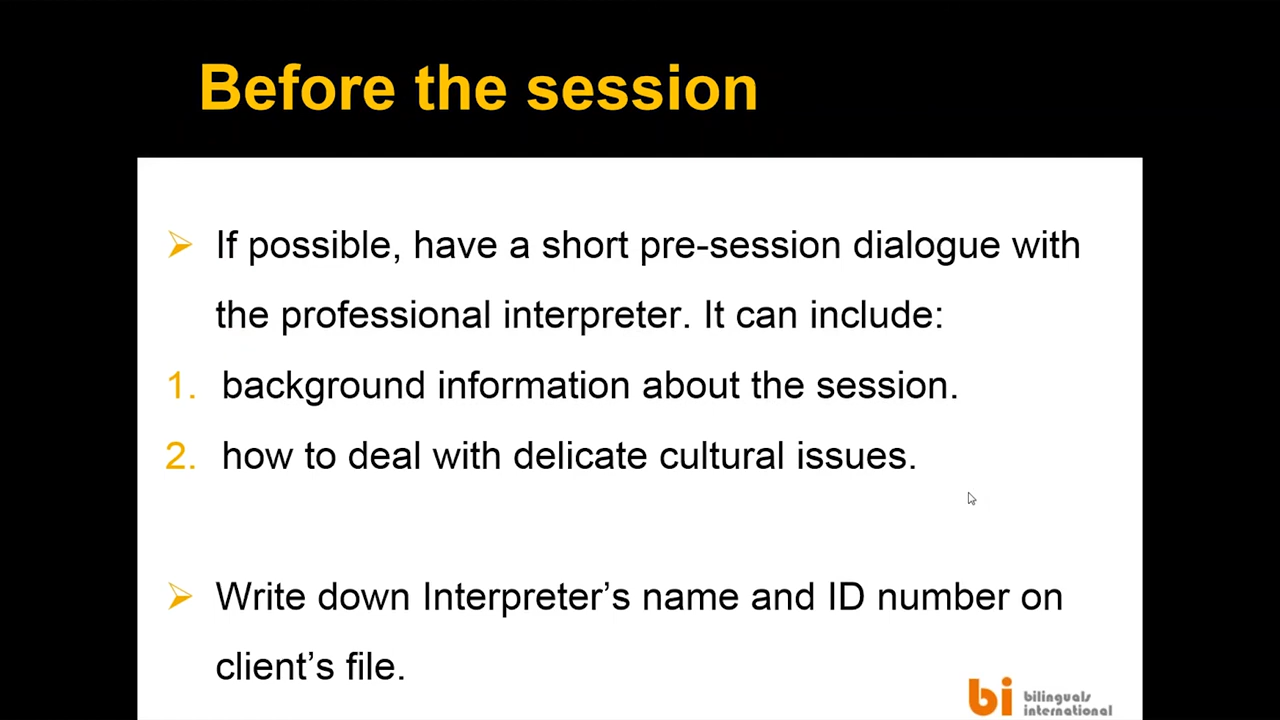 Before the session
➢ If possible, have a short pre-session dialogue with
the professional interpreter. It can include:
1. background information about the session.
2. how to deal with delicate cultural issues.
➢ Write down Interpreter’s name and ID number on
client’s file.
bi bilinguals
international